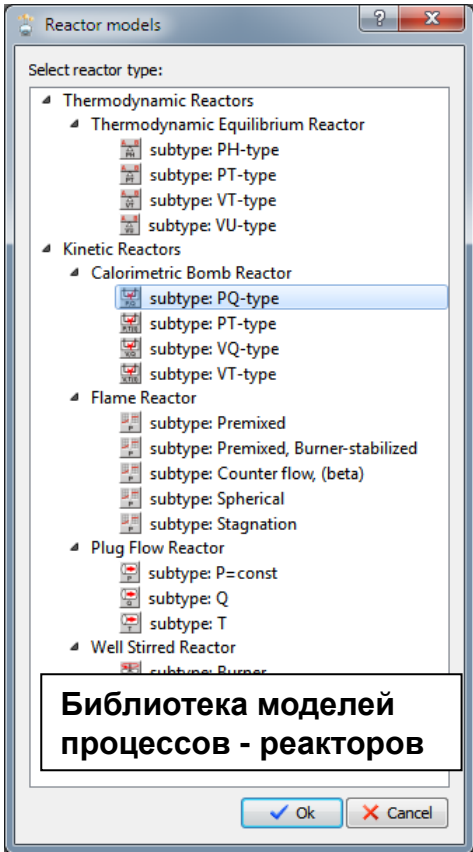 Reactor models
Select reactor type:
Thermodynamic Reactors
Thermodynamic Equilibrium Reactor
subtype: PH-type
subtype: PT-type
subtype: VT-type
subtype: VU-type
Kinetic Reactors
Calorimetric Bomb Reactor
subtype: PQ-type
subtype: PT-type
subtype: VQ-type
subtype: VT-type
Flame Reactor
subtype: Premixed
subtype: Premixed, Burner-stabilized
subtype: Counter flow, (beta)
subtype: Spherical
subtype: Stagnation
Plug Flow Reactor
subtype: P=const
subtype: Q
subtype: T
Well Stirred Reactor
subtype: Burner
Библиотека моделей
процессов - реакторов
Ok Cancel